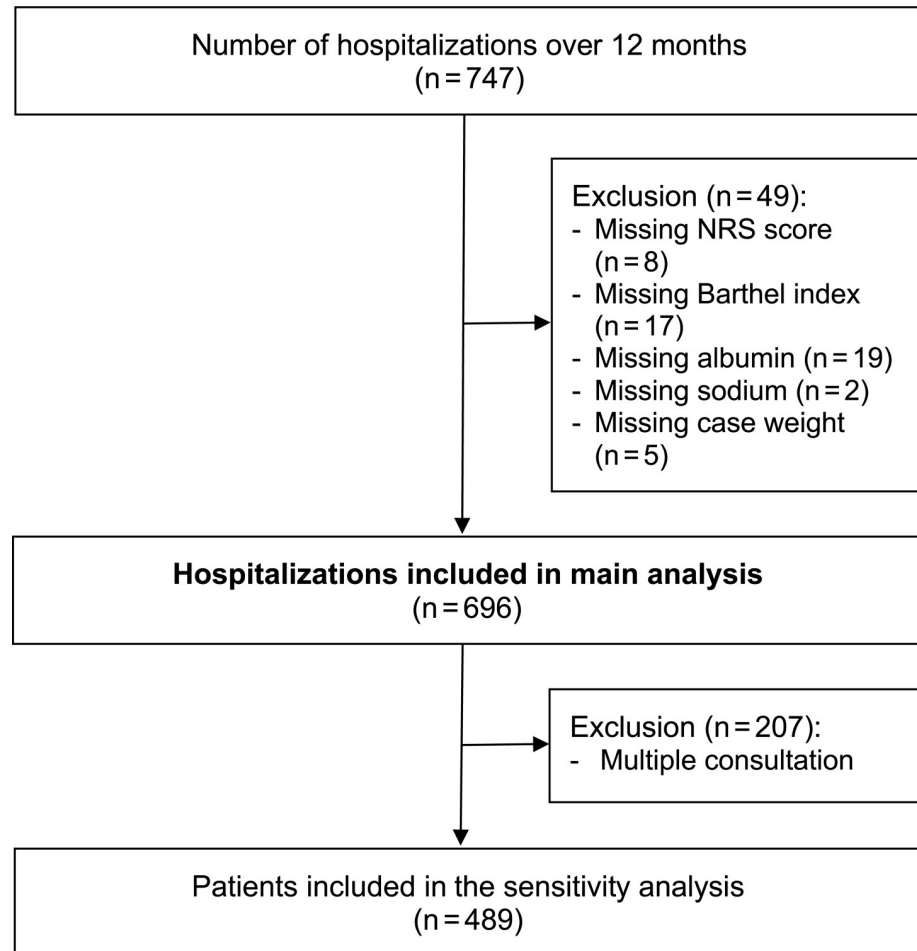 Number of hospitalizations over 12 months
(n=747)
Exclusion (n=49):
- Missing NRS score
(n=8)
- Missing Barthel index
(n=17)
- Missing albumin (n=19)
- Missing sodium (n=2)
- Missing case weight
(n=5)
Hospitalizations included in main analysis
(n=696)
Exclusion (n=207):
- Multiple consultation
Patients included in the sensitivity analysis
(n=489)